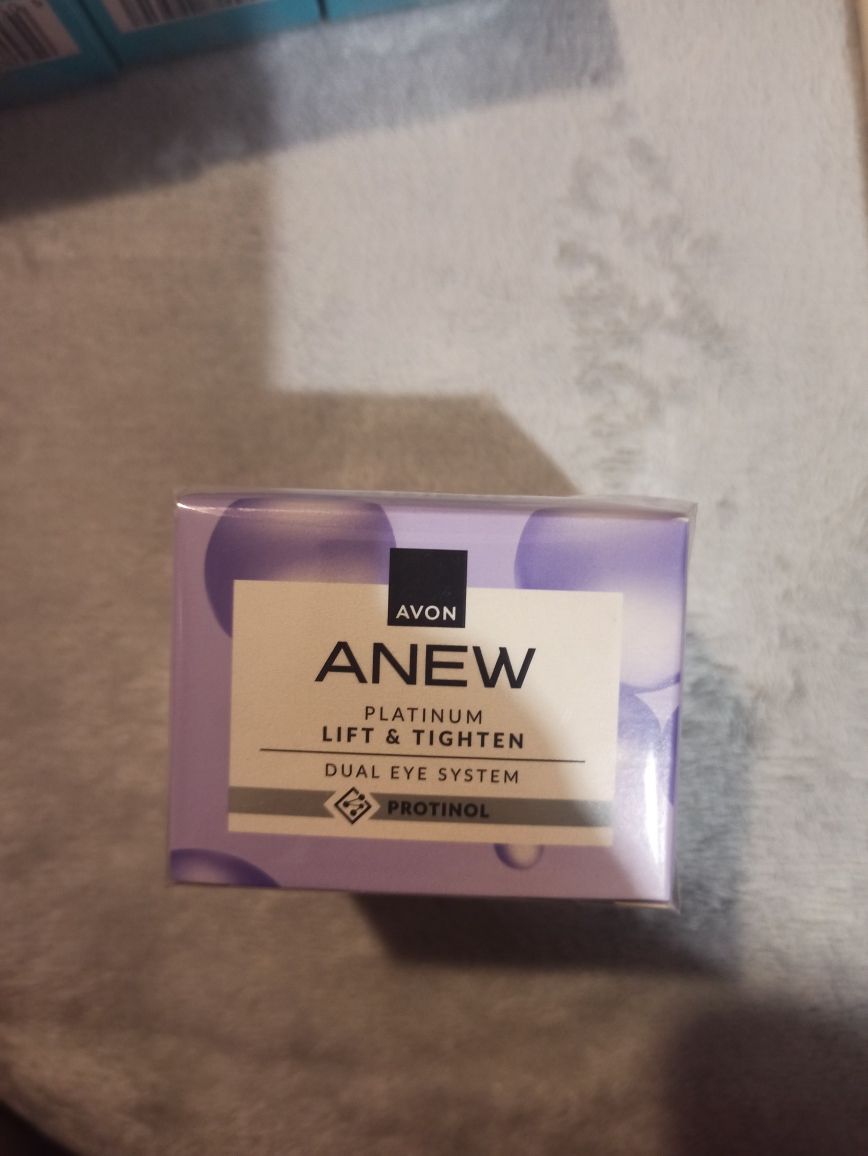 AVON
ANEW
PLATINUM
LIFT & TIGHTEN
DUAL EYE SYSTEM
PROTINOL